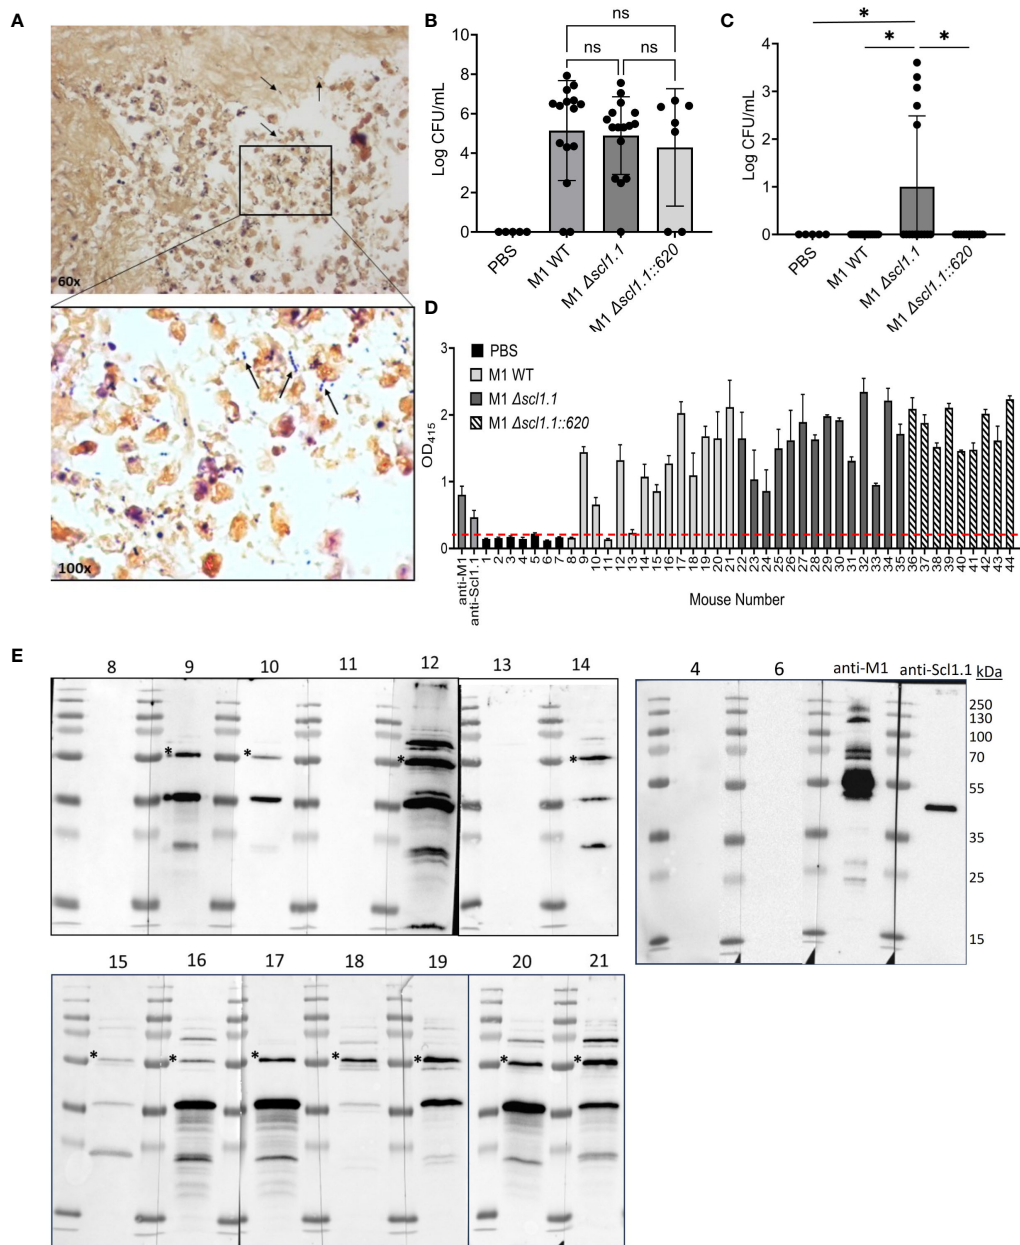 A
60x
100x
B
ns
ns
ns
Log CFU/mL
10
8
6
4
2
0
PBS
M1 WT
M1 Δscl1.1
M1 Δscl1.1::620
C
*
* *
Log CFU/mL
4
3
2
1
0
PBS
M1 WT
M1 Δscl1.1
M1 Δscl1.1::620
D
PBS
M1 WT
M1 Δscl1.1
M1 Δscl1.1::620
OD415
3
2
1
0
anti-M1 anti-Scl1.1 1 2 3 4 5 6 7 8 9 10 11 12 13 14 15 16 17 18 19 20 21 22 23 24 25 26 27 28 29 30 31 32 33 34 35 36 37 38 39 40 41 42 43 44
Mouse Number
E
8 9 10 11 12 13 14
* * * *
4 6 anti-M1 anti-Scl1.1 kDa
250
130
100
70
55
35
25
15
15 16 17 18 19 20 21
* * * * * * *